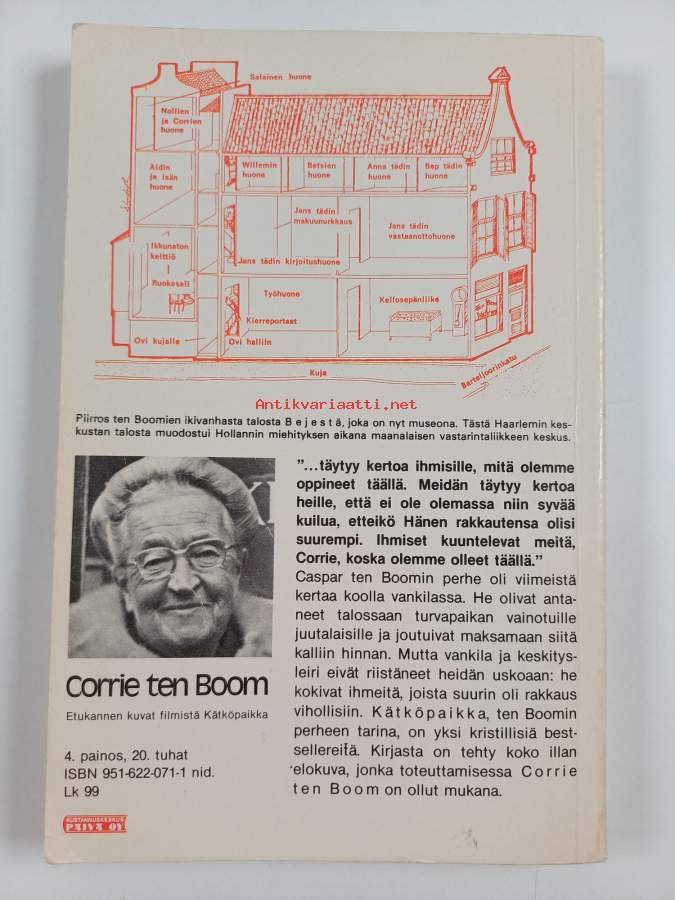 Salainen huone
Nollien
ja Corrien
huone
Äidin
ja isän
huone
Willemin
huone
Betsien
huone
Anna tädin
huone
Bep tädin
huone
Jans tädin
makuunurkkaus
Jans tädin
vastaanottohuone
Ikkunaton
keittiö
Jans tädin kirjoitushuone
Ruokasali
Työhuone
Kellosepänliike
Kierreportaat
Ovi kujalle
Ovi halliin
Kuja
Barteljoorinkatu
Antikvariaatti.net
Piirros ten Boomien ikivanhasta talosta Bejestä, joka on nyt museona. Tästä Haarlemin kes-
kustan talosta muodostui Hollannin miehityksen aikana maanalaisen vastarintaliikkeen keskus.
"...täytyy kertoa ihmisille, mitä olemme
oppineet täällä. Meidän täytyy kertoa
heille, että ei ole olemassa niin syvää
kuilua, etteikö Hänen rakkautensa olisi
suurempi. Ihmiset kuuntelevat meitä,
Corrie, koska olemme olleet täällä."
Caspar ten Boomin perhe oli viimeistä
kertaa koolla vankilassa. He olivat anta-
neet talossaan turvapaikan vainotuille
juutalaisille ja joutuivat maksamaan siitä
kalliin hinnan. Mutta vankila ja keskitys-
leiri eivät riistäneet heidän uskoaan: he
kokivat ihmeitä, joista suurin oli rakkaus
vihollisiin. Kätköpaikka, ten Boomin
perheen tarina, on yksi kristillisiä best-
sellereitä. Kirjasta on tehty koko illan
elokuva, jonka toteuttamisessa Corrie
ten Boom on ollut mukana.
Corrie ten Boom
Etukannen kuvat filmistä Kätköpaikka
4. painos, 20. tuhat
ISBN 951-622-071-1 nid.
Lk 99
KUSTANNUSKESKUS
PÄIVÄ OY